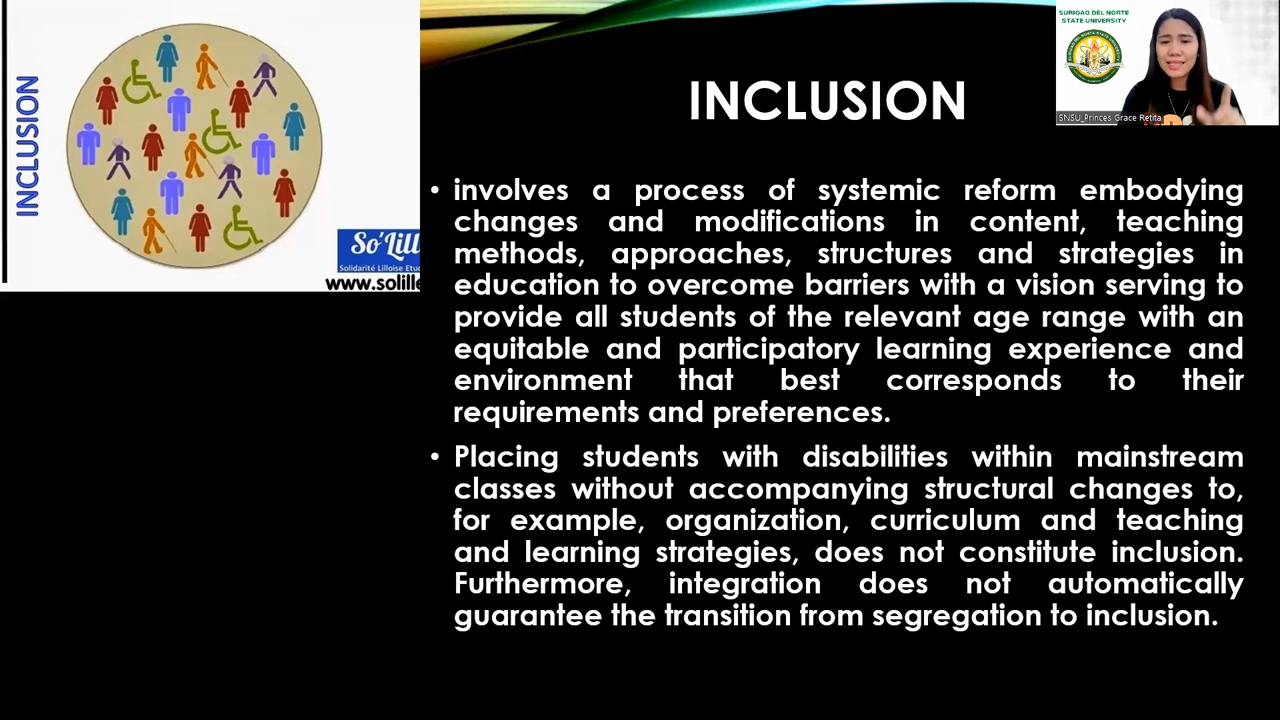 INCLUSION
So'Lill
Solidarité Lilloise Etud
www.solille
INCLUSION
SURIGAO DEL NORTE
STATE UNIVERSITY
SNSU_Princes Grace Retita
• involves a process of systemic reform embodying
changes and modifications in content, teaching
methods, approaches, structures and strategies in
education to overcome barriers with a vision serving to
provide all students of the relevant age range with an
equitable and participatory learning experience and
environment that best corresponds to their
requirements and preferences.
• Placing students with disabilities within mainstream
classes without accompanying structural changes to,
for example, organization, curriculum and teaching
and learning strategies, does not constitute inclusion.
Furthermore, integration does not automatically
guarantee the transition from segregation to inclusion.